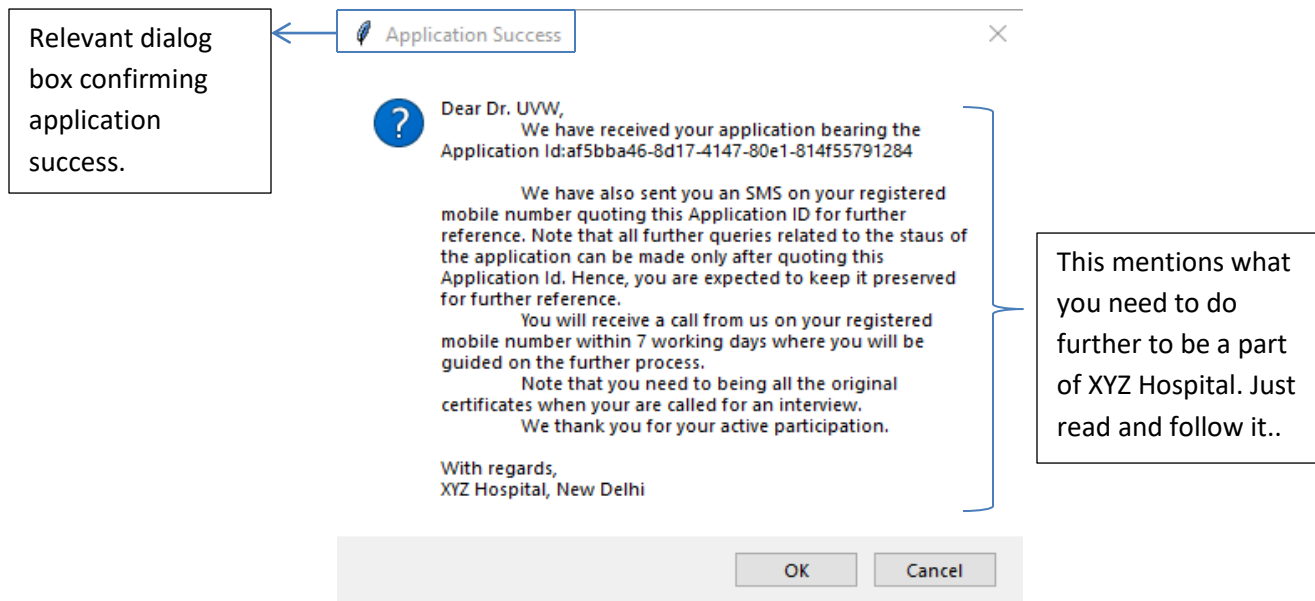 Relevant dialog
box confirming
application
success.
Application Success
Dear Dr. UVW,
We have received your application bearing the
Application Id:af5bba46-8d17-4147-80e1-814f55791284
We have also sent you an SMS on your registered
mobile number quoting this Application ID for further
reference. Note that all further queries related to the staus of
the application can be made only after quoting this
Application Id. Hence, you are expected to keep it preserved
for further reference.
You will receive a call from us on your registered
mobile number within 7 working days where you will be
guided on the further process.
Note that you need to being all the original
certificates when your are called for an interview.
We thank you for your active participation.
With regards,
XYZ Hospital, New Delhi
OK
Cancel
This mentions what
you need to do
further to be a part
of XYZ Hospital. Just
read and follow it..